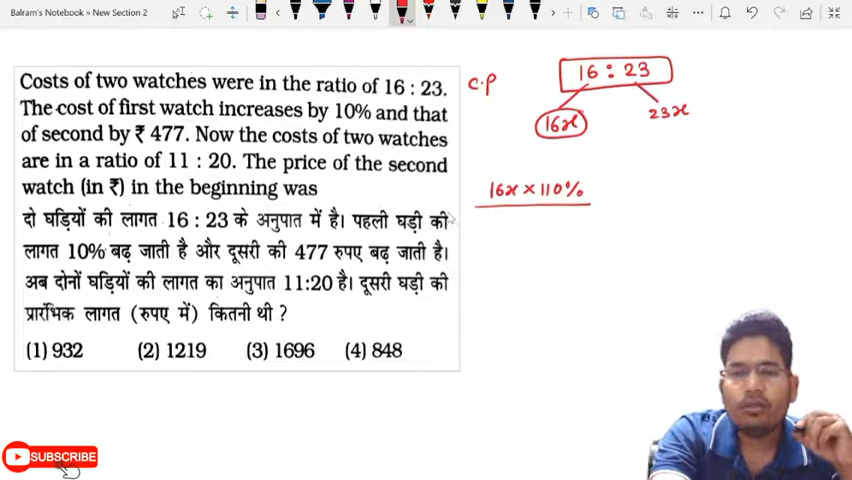 Balram's Notebook » New Section 2
Costs of two watches were in the ratio of 16 : 23.
The cost of first watch increases by 10% and that
of second by ₹ 477. Now the costs of two watches
are in a ratio of 11 : 20. The price of the second
watch (in ₹) in the beginning was
दो घड़ियों की लागत 16 : 23 के अनुपात में है। पहली घड़ी की
लागत 10% बढ़ जाती है और दूसरी की 477 रुपए बढ़ जाती है।
अब दोनों घड़ियों की लागत का अनुपात 11:20 है। दूसरी घड़ी की
प्रारंभिक लागत (रुपए में) कितनी थी ?
(1) 932 (2) 1219 (3) 1696 (4) 848
C.P 16 : 23
16x 23x
16x × 110%
SUBSCRIBE